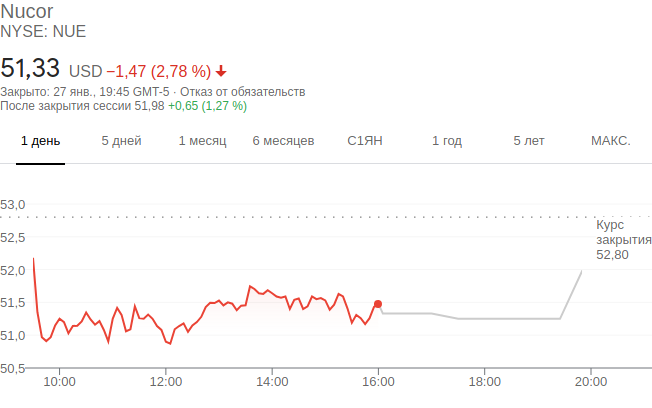 Nucor
NYSE: NUE
51,33 USD −1,47 (2,78 %)
Закрыто: 27 янв., 19:45 GMT-5 · Отказ от обязательств
После закрытия сессии 51,98 +0,65 (1,27 %)
1 день 5 дней 1 месяц 6 месяцев С1ЯН 1 год 5 лет МАКС.
53,0
Курс
закрытия
52,80
52,5
52,0
51,5
51,0
50,5
10:00 12:00 14:00 16:00 18:00 20:00